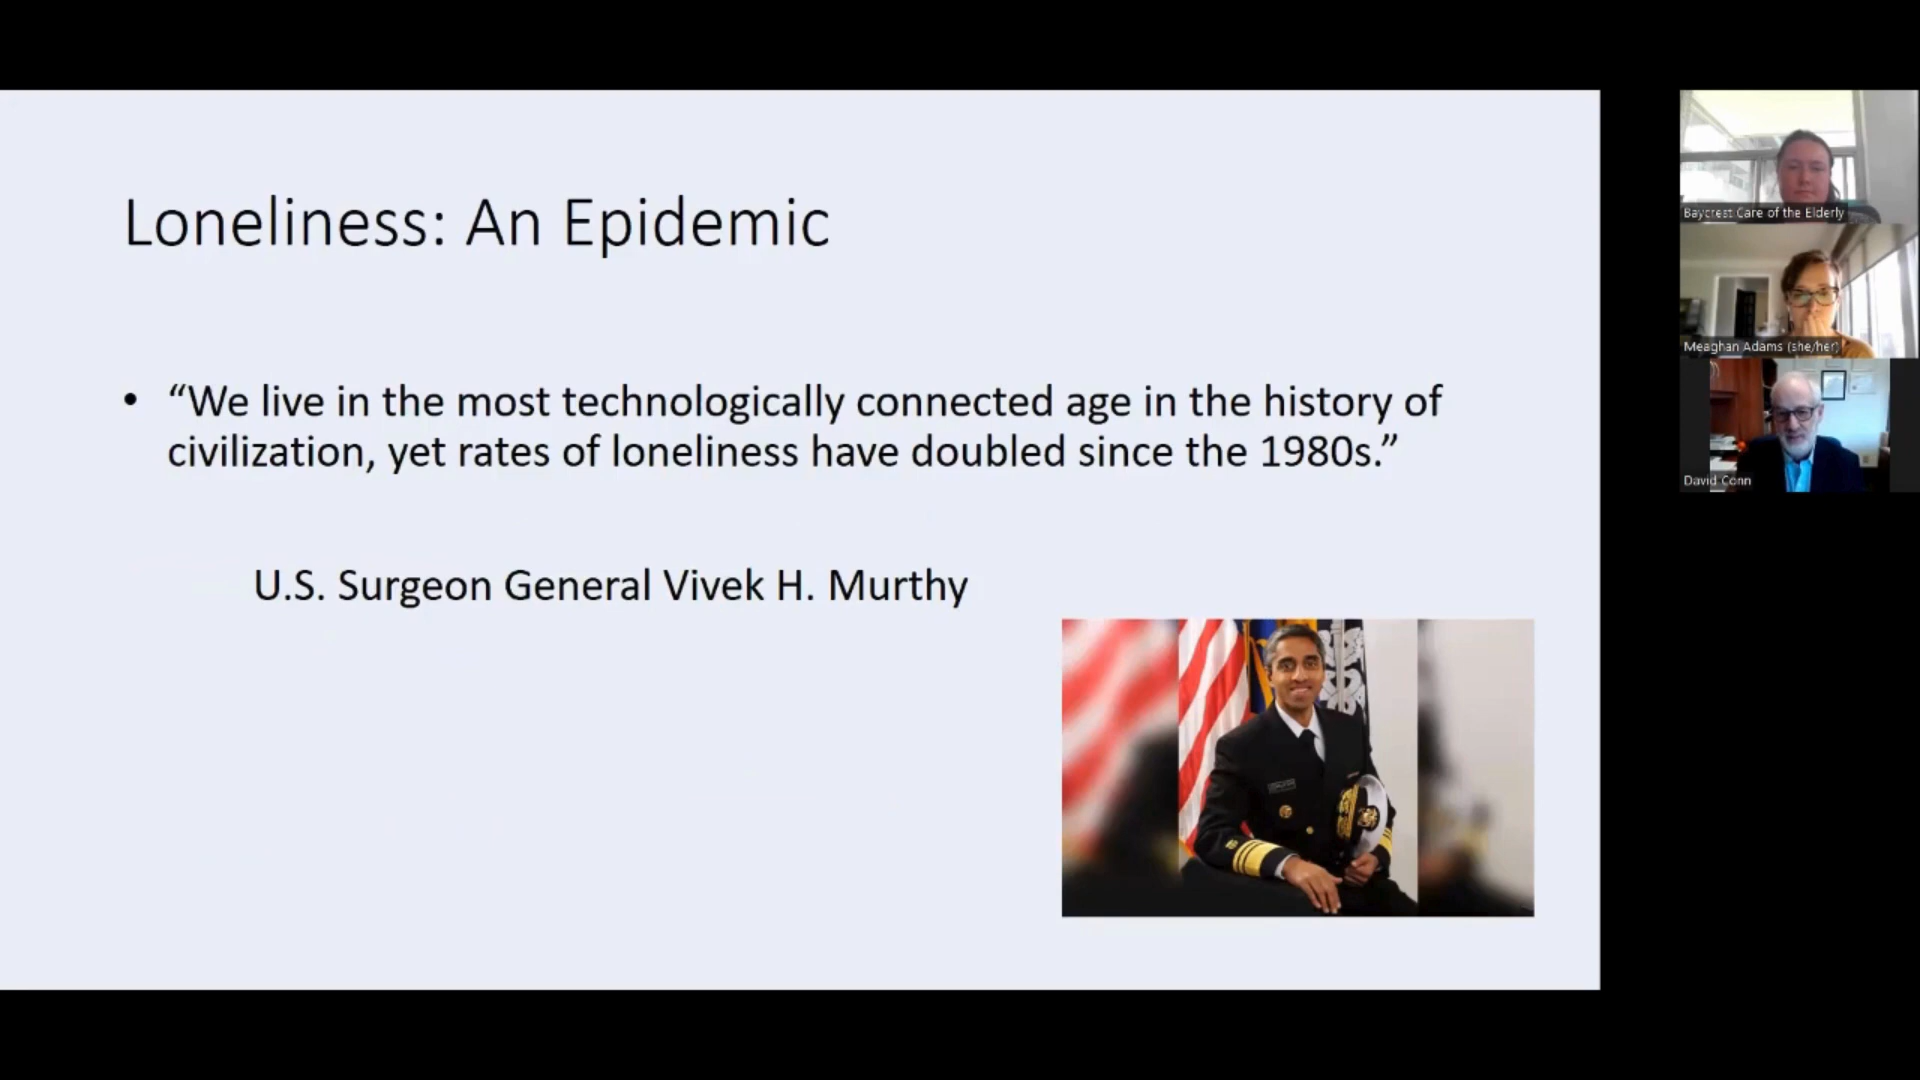 Loneliness: An Epidemic
• “We live in the most technologically connected age in the history of
civilization, yet rates of loneliness have doubled since the 1980s.”
U.S. Surgeon General Vivek H. Murthy
Baycrest Care of the Elderly
Meaghan Adams (she/her)
David Conn